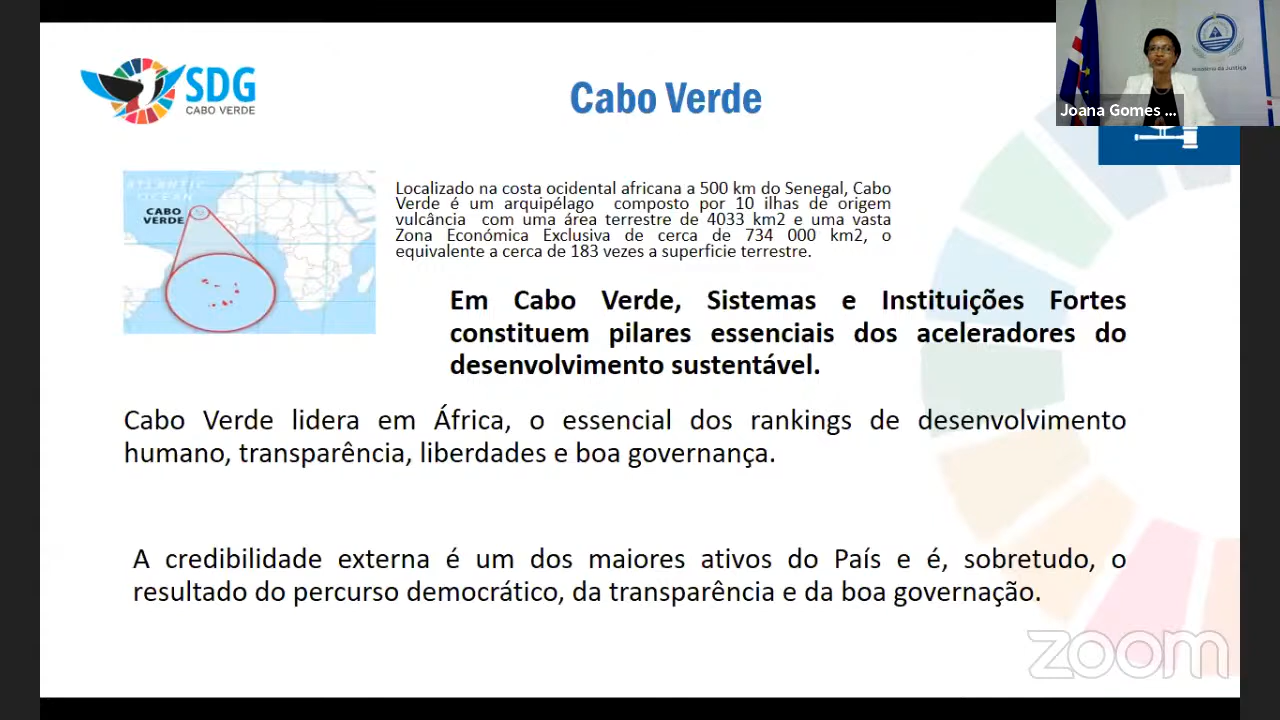 SDG
CABO VERDE
Cabo Verde
Ministério da Justiça
Joana Gomes ...
ATLANTIC
OCEAN
CABO
VERDE
Localizado na costa ocidental africana a 500 km do Senegal, Cabo
Verde é um arquipélago composto por 10 ilhas de origem
vulcância com uma área terrestre de 4033 km2 e uma vasta
Zona Económica Exclusiva de cerca de 734 000 km2, o
equivalente a cerca de 183 vezes a superficie terrestre.
Em Cabo Verde, Sistemas e Instituições Fortes
constituem pilares essenciais dos aceleradores do
desenvolvimento sustentável.
Cabo Verde lidera em África, o essencial dos rankings de desenvolvimento
humano, transparência, liberdades e boa governança.
A credibilidade externa é um dos maiores ativos do País e é, sobretudo, o
resultado do percurso democrático, da transparência e da boa governação.
zoom